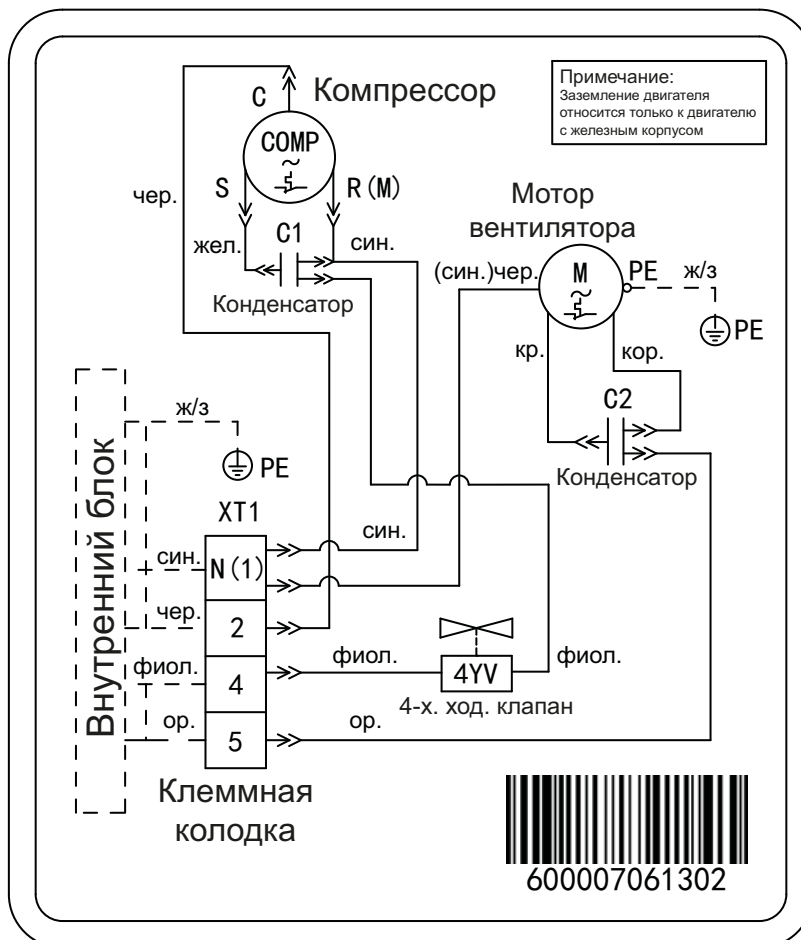 C
Компрессор
COMP
S
R(M)
чер.
C1
жел.
син.
Конденсатор
Примечание:
Заземление двигателя
относится только к двигателю
с железным корпусом
Мотор
вентилятора
(син.)чер.
M
PE
ж/з
PE
кр.
кор.
C2
Конденсатор
Внутренний блок
ж/з
PE
XT1
син.
N(1)
син.
чер.
2
фиол.
4
фиол.
4YV
фиол.
4-х. ход. клапан
ор.
5
ор.
Клеммная
колодка
600007061302